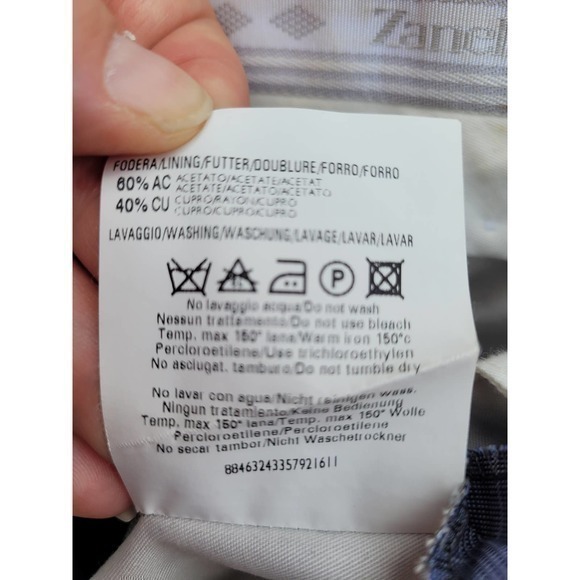 Zanel
FODERA/LINING/FUTTER/DOUBLURE/FORRO/FORRO
60% AC ACETATO/ACETATE/ACETAT
ACETATE/ACETATO/ACETATO
40% CU CUPRO/RAYON/CUPRO
CUPRO/CUPRO/CUPRO
LAVAGGIO/WASHING/WASCHUNG/LAVAGE/LAVAR/LAVAR
P
No lavaggio acqua/Do not wash
Nessun trattamento/Do not use bleach
Temp. max 150° lana/Warm iron 150°c
Percloroetilene/Use trichloroethylen
No asciugat. tamburo/Do not tumble dry
No lavar con agua/Nicht reinigen wass.
Ningun tratamiento/Keine Bedienung
Temp. max 150° lana/Temp. max 150° Wolle
Percloroetilene/Percloroetilene
No secar tambor/Nicht Waschetrockner
88463243357921611